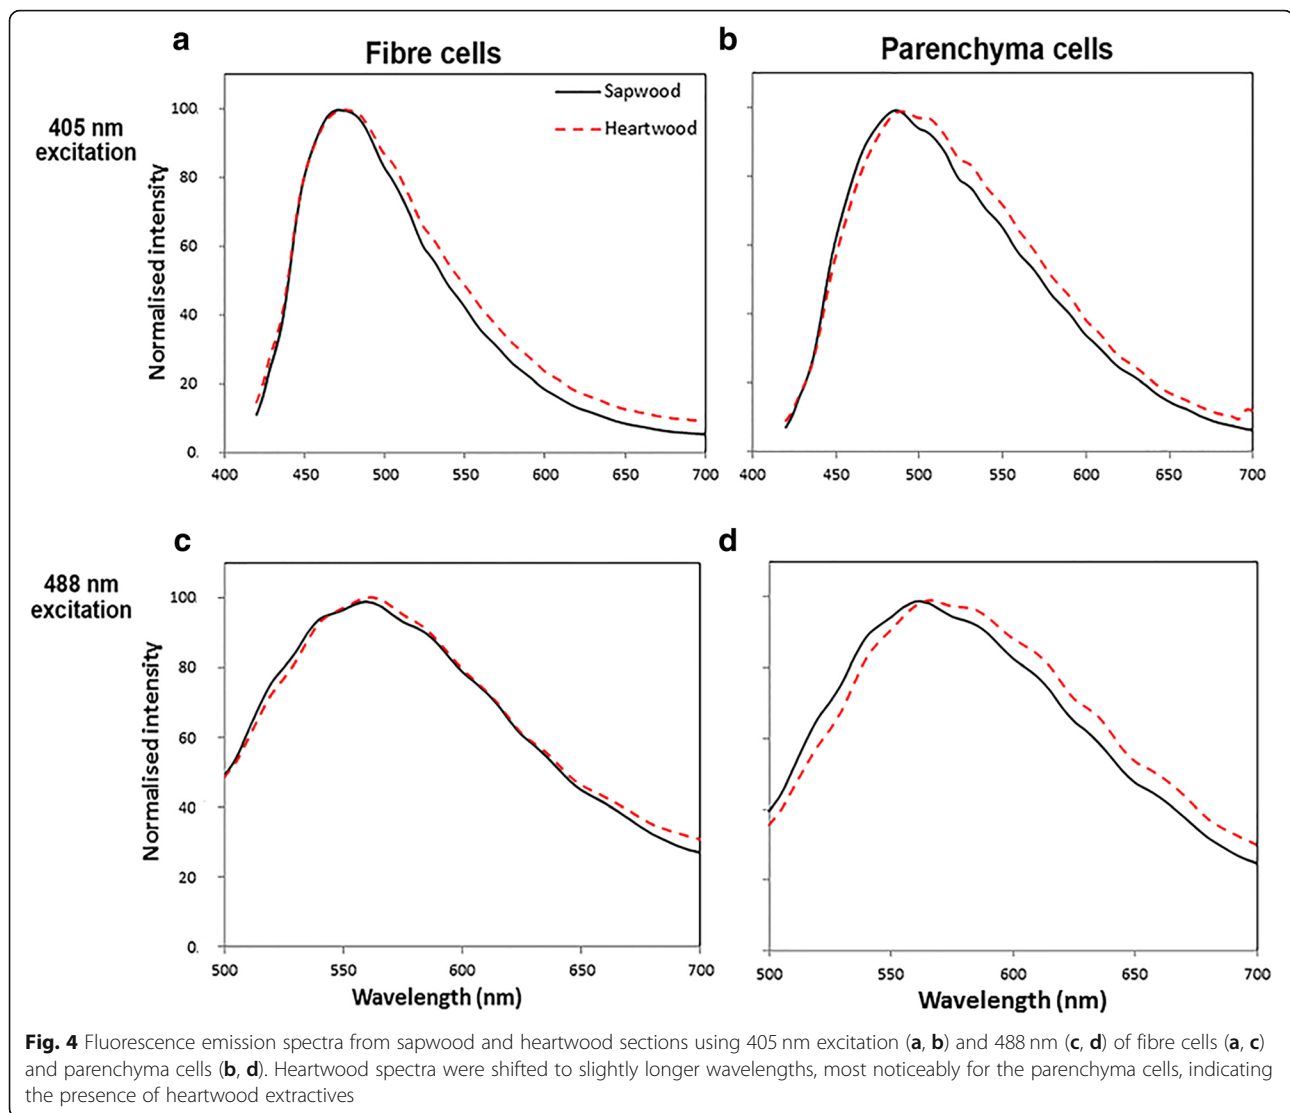 a
Fibre cells
b
Parenchyma cells
405 nm
excitation
Sapwood
Heartwood
Normalised intensity
100
80
60
40
20
0.
400 450 500 550 600 650 700
400 450 500 550 600 650 700
c
d
488 nm
excitation
Normalised intensity
100
80
60
40
20
0.
500 550 600 650 700
500 550 600 650 700
Wavelength (nm)
Wavelength (nm)
Fig. 4 Fluorescence emission spectra from sapwood and heartwood sections using 405 nm excitation (a, b) and 488 nm (c, d) of fibre cells (a, c)
and parenchyma cells (b, d). Heartwood spectra were shifted to slightly longer wavelengths, most noticeably for the parenchyma cells, indicating
the presence of heartwood extractives